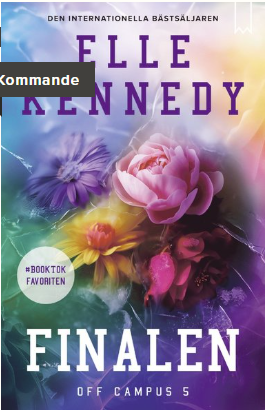 DEN INTERNATIONELLA BÄSTSÄLJAREN
ELLE
Kommande
KENNEDY
#BOOKTOK
FAVORITEN
FINALEN
OFF CAMPUS 5